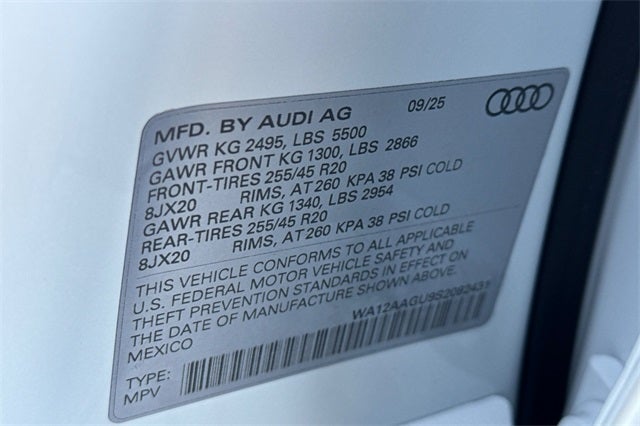 MFD. BY AUDI AG 09/25
GVWR KG 2495, LBS 5500
GAWR FRONT KG 1300, LBS 2866
FRONT-TIRES 255/45 R20
8JX20 RIMS, AT 260 KPA 38 PSI COLD
GAWR REAR KG 1340, LBS 2954
REAR-TIRES 255/45 R20
8JX20 RIMS, AT 260 KPA 38 PSI COLD
THIS VEHICLE CONFORMS TO ALL APPLICABLE
U.S. FEDERAL MOTOR VEHICLE SAFETY AND
THEFT PREVENTION STANDARDS IN EFFECT ON
THE DATE OF MANUFACTURE SHOWN ABOVE.
MEXICO WA12AAGU9S2082431
TYPE:
MPV